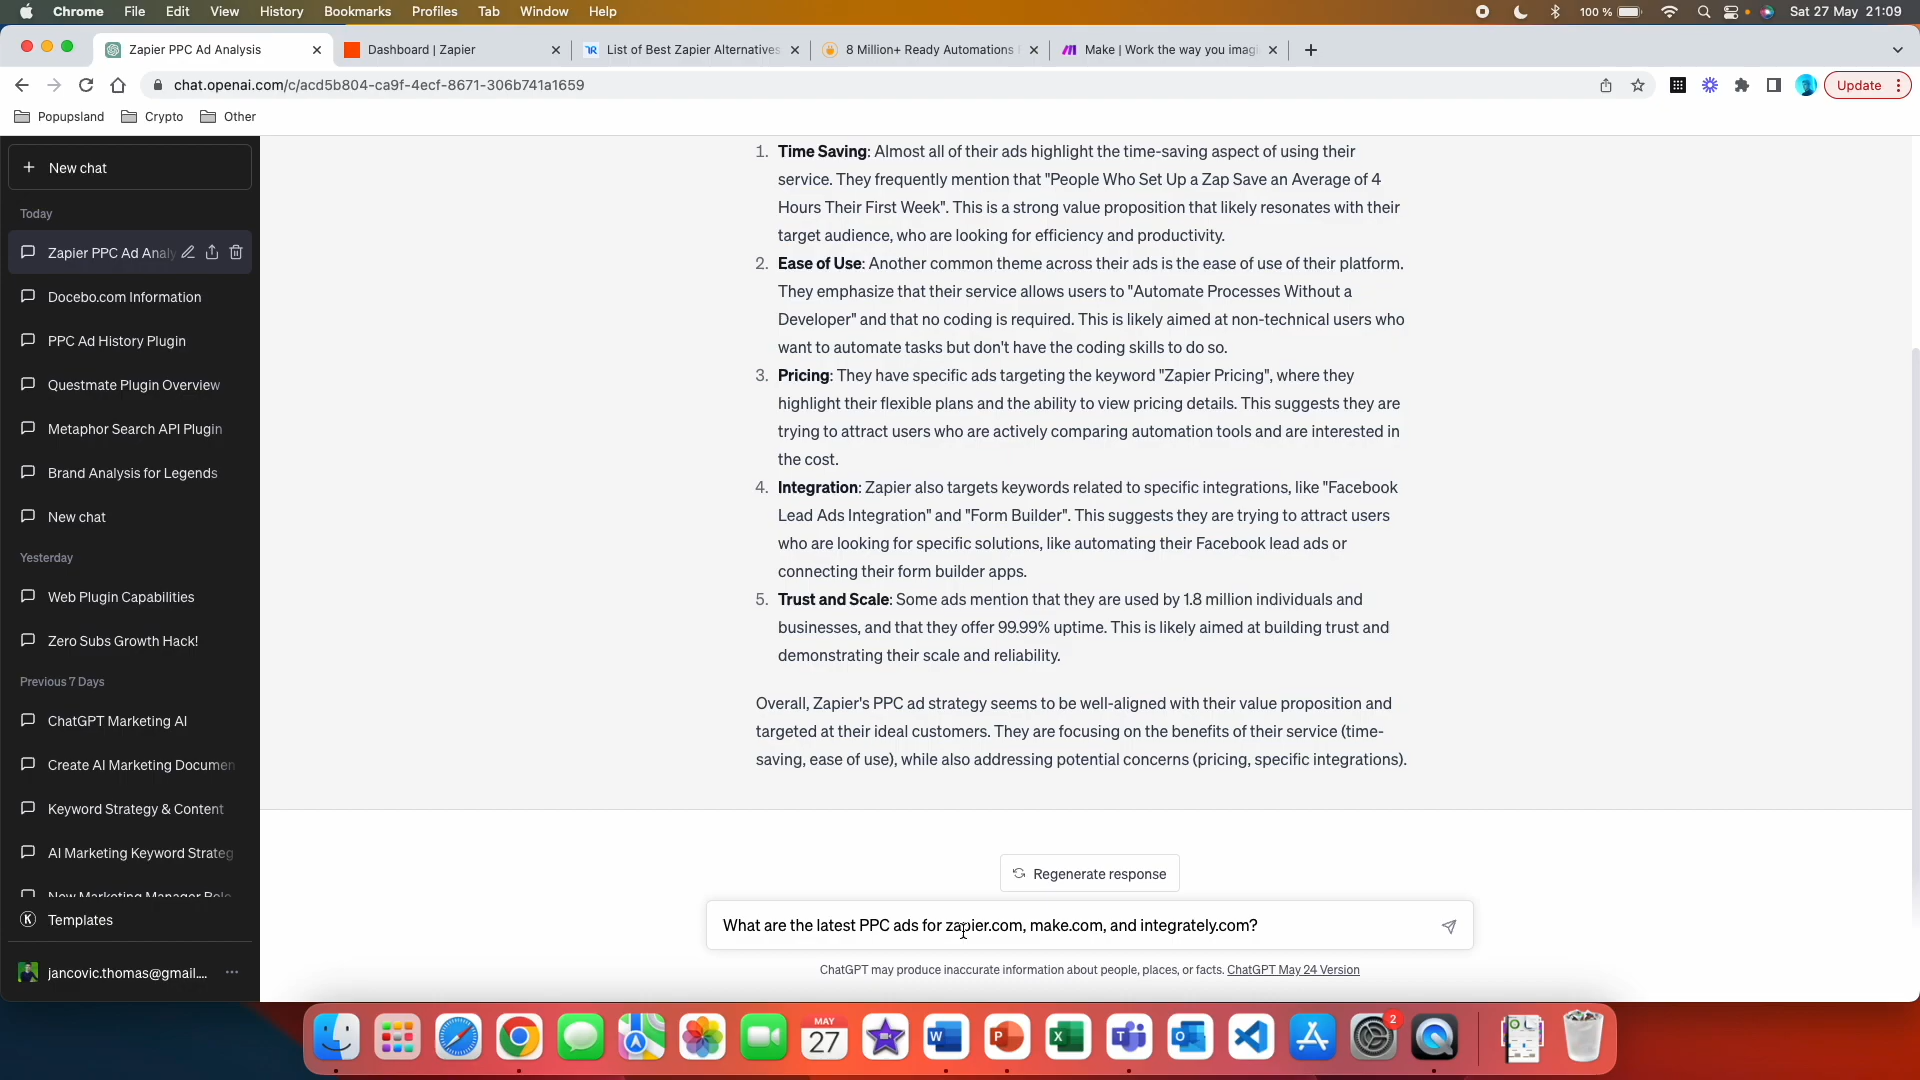 Chrome File Edit View History Bookmarks Profiles Tab Window Help 100 % Sat 27 May 21:09
Zapier PPC Ad Analysis Dashboard | Zapier List of Best Zapier Alternatives 8 Million+ Ready Automations Make | Work the way you imagi
chat.openai.com/c/acd5b804-ca9f-4ecf-8671-306b741a1659 Update
Popupsland Crypto Other
New chat
Today
Zapier PPC Ad Analy
Docebo.com Information
PPC Ad History Plugin
Questmate Plugin Overview
Metaphor Search API Plugin
Brand Analysis for Legends
New chat
Yesterday
Web Plugin Capabilities
Zero Subs Growth Hack!
Previous 7 Days
ChatGPT Marketing AI
Create AI Marketing Documen
Keyword Strategy & Content
AI Marketing Keyword Strateg
New Marketing Manager Role
Templates
jancovic.thomas@gmail....
1. Time Saving: Almost all of their ads highlight the time-saving aspect of using their
service. They frequently mention that "People Who Set Up a Zap Save an Average of 4
Hours Their First Week". This is a strong value proposition that likely resonates with their
target audience, who are looking for efficiency and productivity.
2. Ease of Use: Another common theme across their ads is the ease of use of their platform.
They emphasize that their service allows users to "Automate Processes Without a
Developer" and that no coding is required. This is likely aimed at non-technical users who
want to automate tasks but don't have the coding skills to do so.
3. Pricing: They have specific ads targeting the keyword "Zapier Pricing", where they
highlight their flexible plans and the ability to view pricing details. This suggests they are
trying to attract users who are actively comparing automation tools and are interested in
the cost.
4. Integration: Zapier also targets keywords related to specific integrations, like "Facebook
Lead Ads Integration" and "Form Builder". This suggests they are trying to attract users
who are looking for specific solutions, like automating their Facebook lead ads or
connecting their form builder apps.
5. Trust and Scale: Some ads mention that they are used by 1.8 million individuals and
businesses, and that they offer 99.99% uptime. This is likely aimed at building trust and
demonstrating their scale and reliability.
Overall, Zapier's PPC ad strategy seems to be well-aligned with their value proposition and
targeted at their ideal customers. They are focusing on the benefits of their service (time-
saving, ease of use), while also addressing potential concerns (pricing, specific integrations).
Regenerate response
What are the latest PPC ads for zapier.com, make.com, and integrately.com?
ChatGPT may produce inaccurate information about people, places, or facts. ChatGPT May 24 Version
MAY
27
2